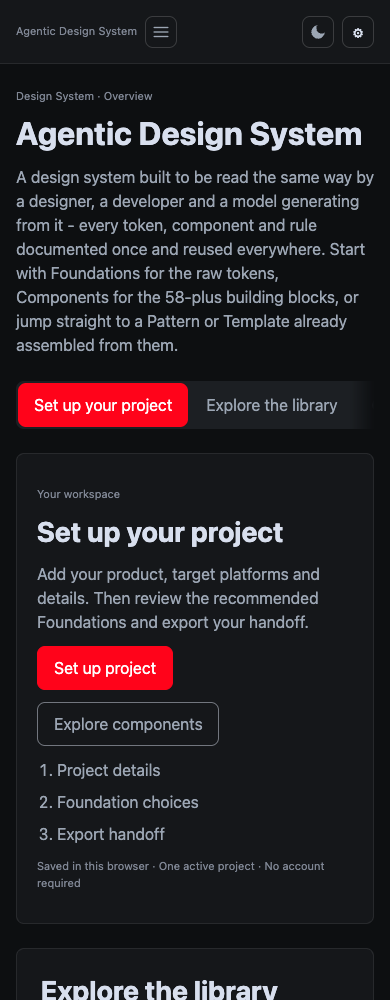 Agentic Design System
Design System · Overview
Agentic Design System
A design system built to be read the same way by
a designer, a developer and a model generating
from it - every token, component and rule
documented once and reused everywhere. Start
with Foundations for the raw tokens,
Components for the 58-plus building blocks, or
jump straight to a Pattern or Template already
assembled from them.
Set up your project
Explore the library
Your workspace
Set up your project
Add your product, target platforms and
details. Then review the recommended
Foundations and export your handoff.
Set up project
Explore components
1. Project details
2. Foundation choices
3. Export handoff
Saved in this browser · One active project · No account
required
Explore the library